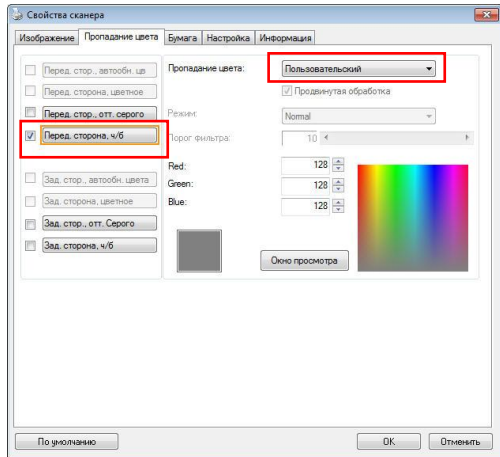 Свойства сканера
Изображение Пропадание цвета Бумага Настройка Информация
Перед. стор., автообн. цв
Перед. сторона, цветное
Перед. стор., отт. серого
Перед. сторона, ч/б
Зад. стор., автообн. цвета
Зад. сторона, цветное
Зад. стор., отт. Серого
Зад. сторона, ч/б
Пропадание цвета: Пользовательский
Продвинутая обработка
Режим: Normal
Порог фильтра: 10
Red: 128
Green: 128
Blue: 128
Окно просмотра
По умолчанию OK Отменить